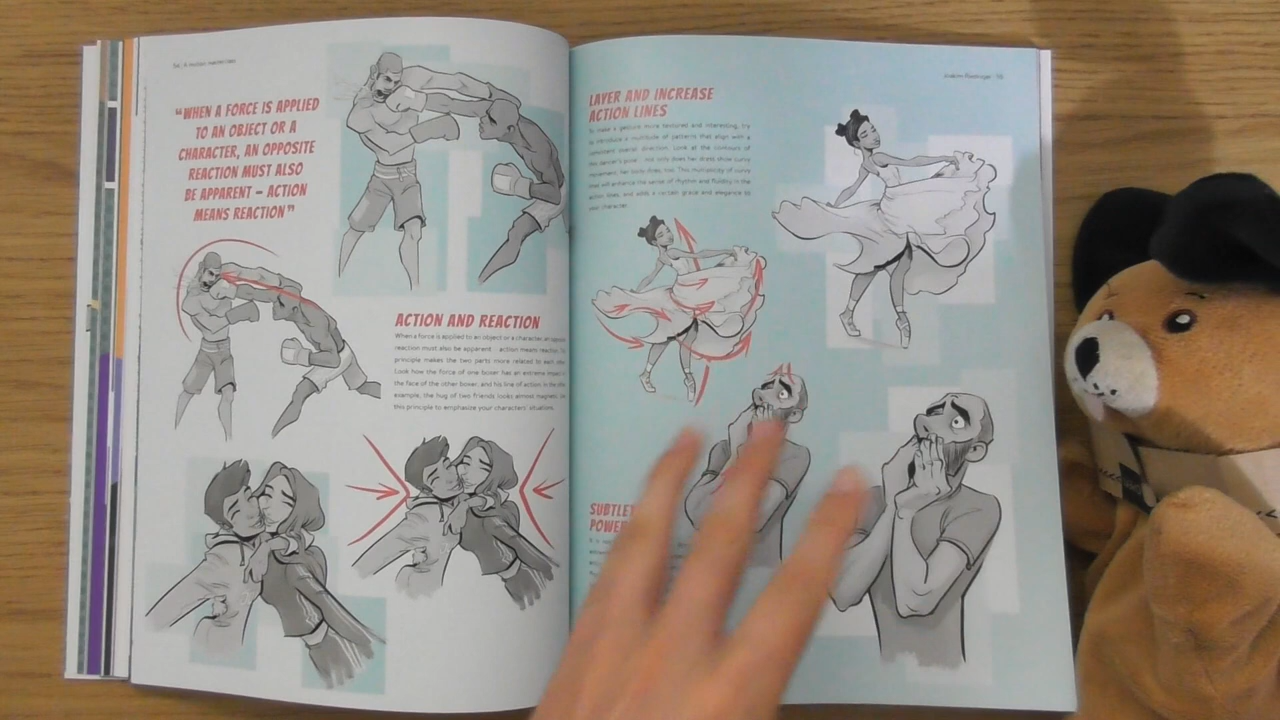 "WHEN A FORCE IS APPLIED
TO AN OBJECT OR A
CHARACTER, AN OPPOSITE
REACTION MUST ALSO
BE APPARENT – ACTION
MEANS REACTION"
ACTION AND REACTION
When a force is applied to an object or a character, an opposite
reaction must also be apparent – action means reaction.
principle makes the two parts more related to each other.
Look how the force of one boxer has an extreme impact
the face of the other boxer, and his line of action. In the
example, the hug of two friends looks almost magnetic.
this principle to emphasize your characters' situations.
LAYER AND INCREASE
ACTION LINES
To make a gesture more textured and interesting, try
to introduce a multitude of patterns that align with a
consistent overall direction. Look at the contours of
this dancer's pose – not only does her dress show curvy
movement, her body does, too. This multiplicity of curvy
lines will enhance the sense of rhythm and fluidity in the
action lines, and adds a certain grace and elegance to
your character.